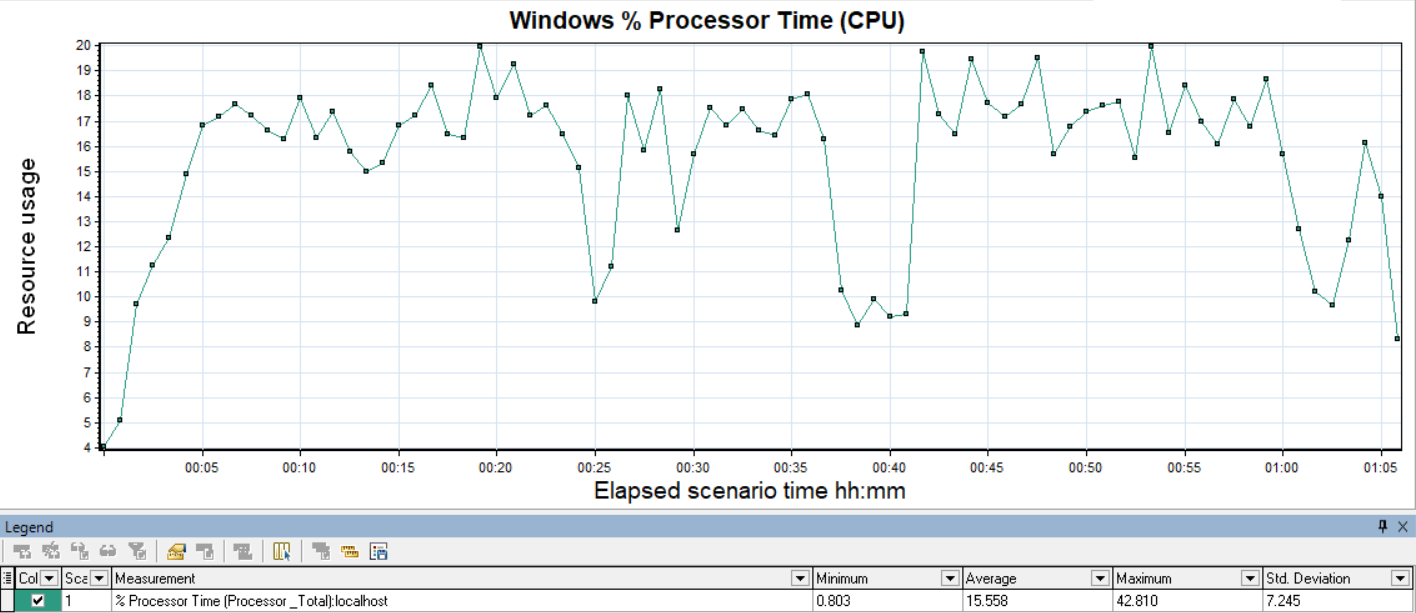 Windows % Processor Time (CPU)
20
19
18
17
16
15
14
13
12
11
10
9
8
7
6
5
4
Resource usage
00:05 00:10 00:15 00:20 00:25 00:30 00:35 00:40 00:45 00:50 00:55 01:00 01:05
Elapsed scenario time hh:mm
Legend
Col Sca Measurement Minimum Average Maximum Std. Deviation
1 % Processor Time (Processor _Total):localhost 0.803 15.558 42.810 7.245